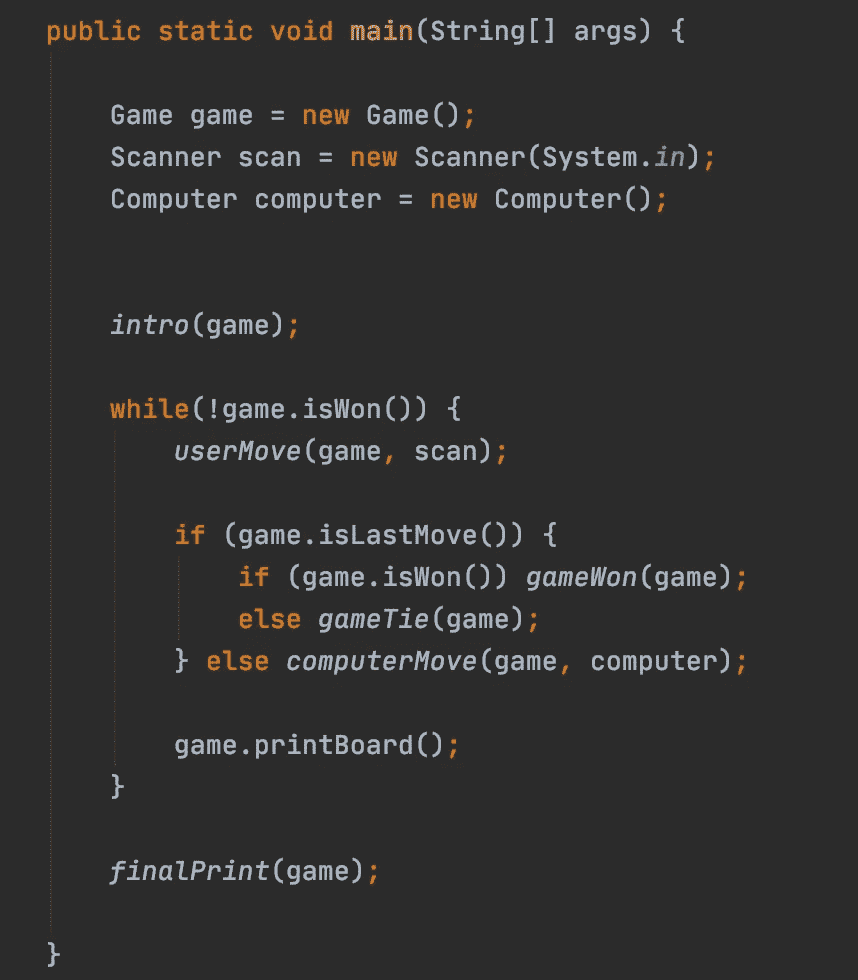 public static void main(String[] args) {
Game game = new Game();
Scanner scan = new Scanner(System.in);
Computer computer = new Computer();
intro(game);
while(!game.isWon()) {
userMove(game, scan);
if (game.isLastMove()) {
if (game.isWon()) gameWon(game);
else gameTie(game);
} else computerMove(game, computer);
game.printBoard();
}
finalPrint(game);
}